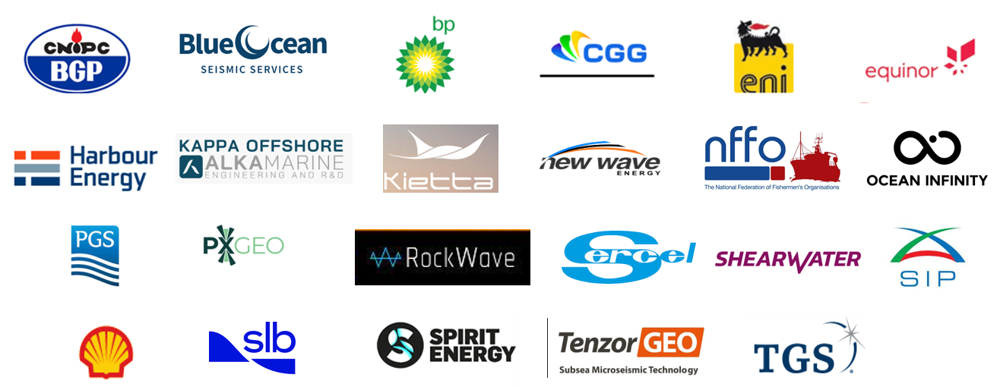 CNPC
BGP
BlueOcean
SEISMIC SERVICES
bp
CGG
eni
equinor
Harbour
Energy
KAPPA OFFSHORE
ALKAMARINE
ENGINEERING AND R&D
Kietta
new wave
ENERGY
nffo
The National Federation of Fishermen's Organisations
OCEAN INFINITY
PGS
PXGEO
RockWave
Sercel
SHEARWATER
SIP
slb
SPIRIT
ENERGY
TenzorGEO
Subsea Microseismic Technology
TGS